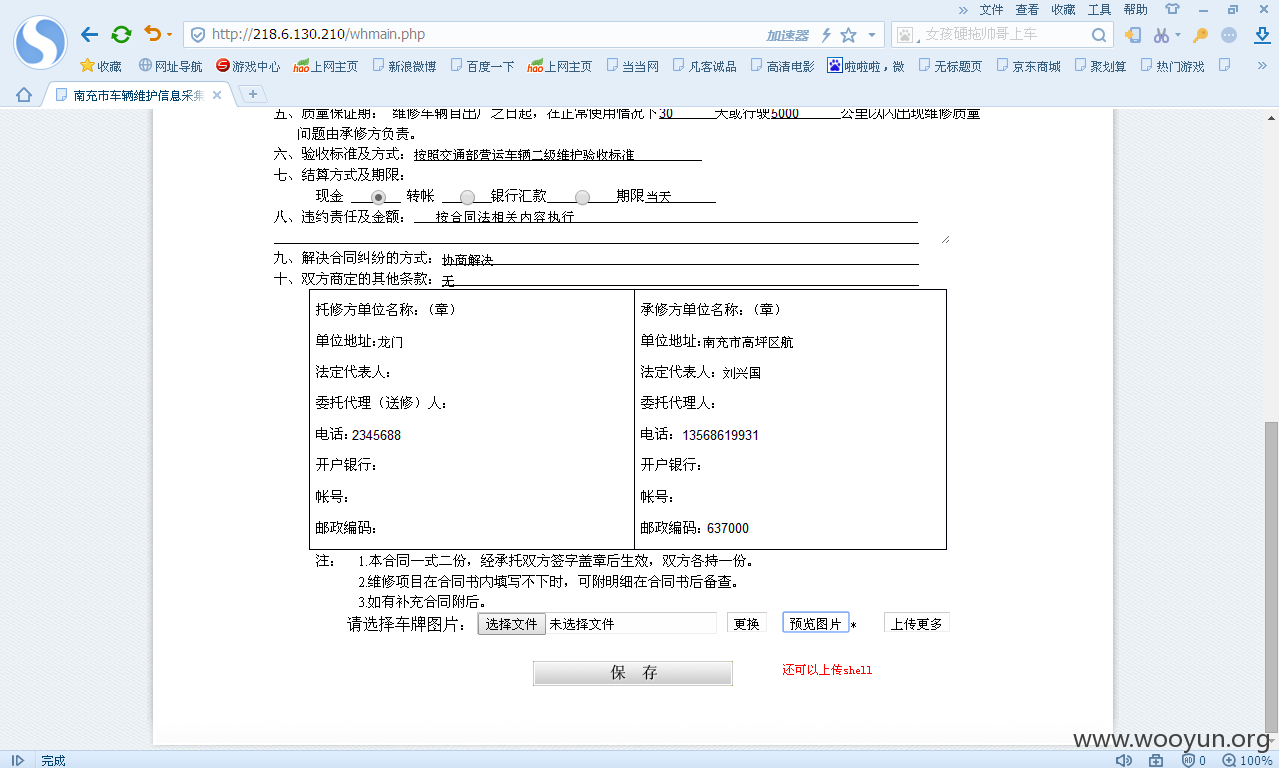 文件 查看 收藏 工具 帮助
http://218.6.130.210/whmain.php 加速器 女孩硬拖帅哥上车
收藏 网址导航 游戏中心 上网主页 新浪微博 百度一下 上网主页 当当网 凡客诚品 高清电影 啦啦啦，微 无标题页 京东商城 聚划算 热门游戏
南充市车辆维护信息采集
五、质量保证期： 维修车辆自出厂之日起，在正常使用情况下30 天或行驶5000 公里以内出现维修质量
问题由承修方负责。
六、验收标准及方式：按照交通部营运车辆二级维护验收标准
七、结算方式及期限：
现金 转帐 银行汇款 期限当天
八、违约责任及金额： 按合同法相关内容执行
九、解决合同纠纷的方式：协商解决
十、双方商定的其他条款：无
托修方单位名称：（章） 承修方单位名称：（章）
单位地址:龙门 单位地址:南充市高坪区航
法定代表人： 法定代表人：刘兴国
委托代理（送修）人： 委托代理人：
电话：2345688 电话：13568619931
开户银行： 开户银行：
帐号： 帐号：
邮政编码： 邮政编码：637000
注： 1.本合同一式二份，经承托双方签字盖章后生效，双方各持一份。
2.维修项目在合同书内填写不下时，可附明细在合同书后备查。
3.如有补充合同附后。
请选择车牌图片： 选择文件 未选择文件 更换 预览图片 * 上传更多
保 存 还可以上传shell
www.wooyun.org
完成 0 100%